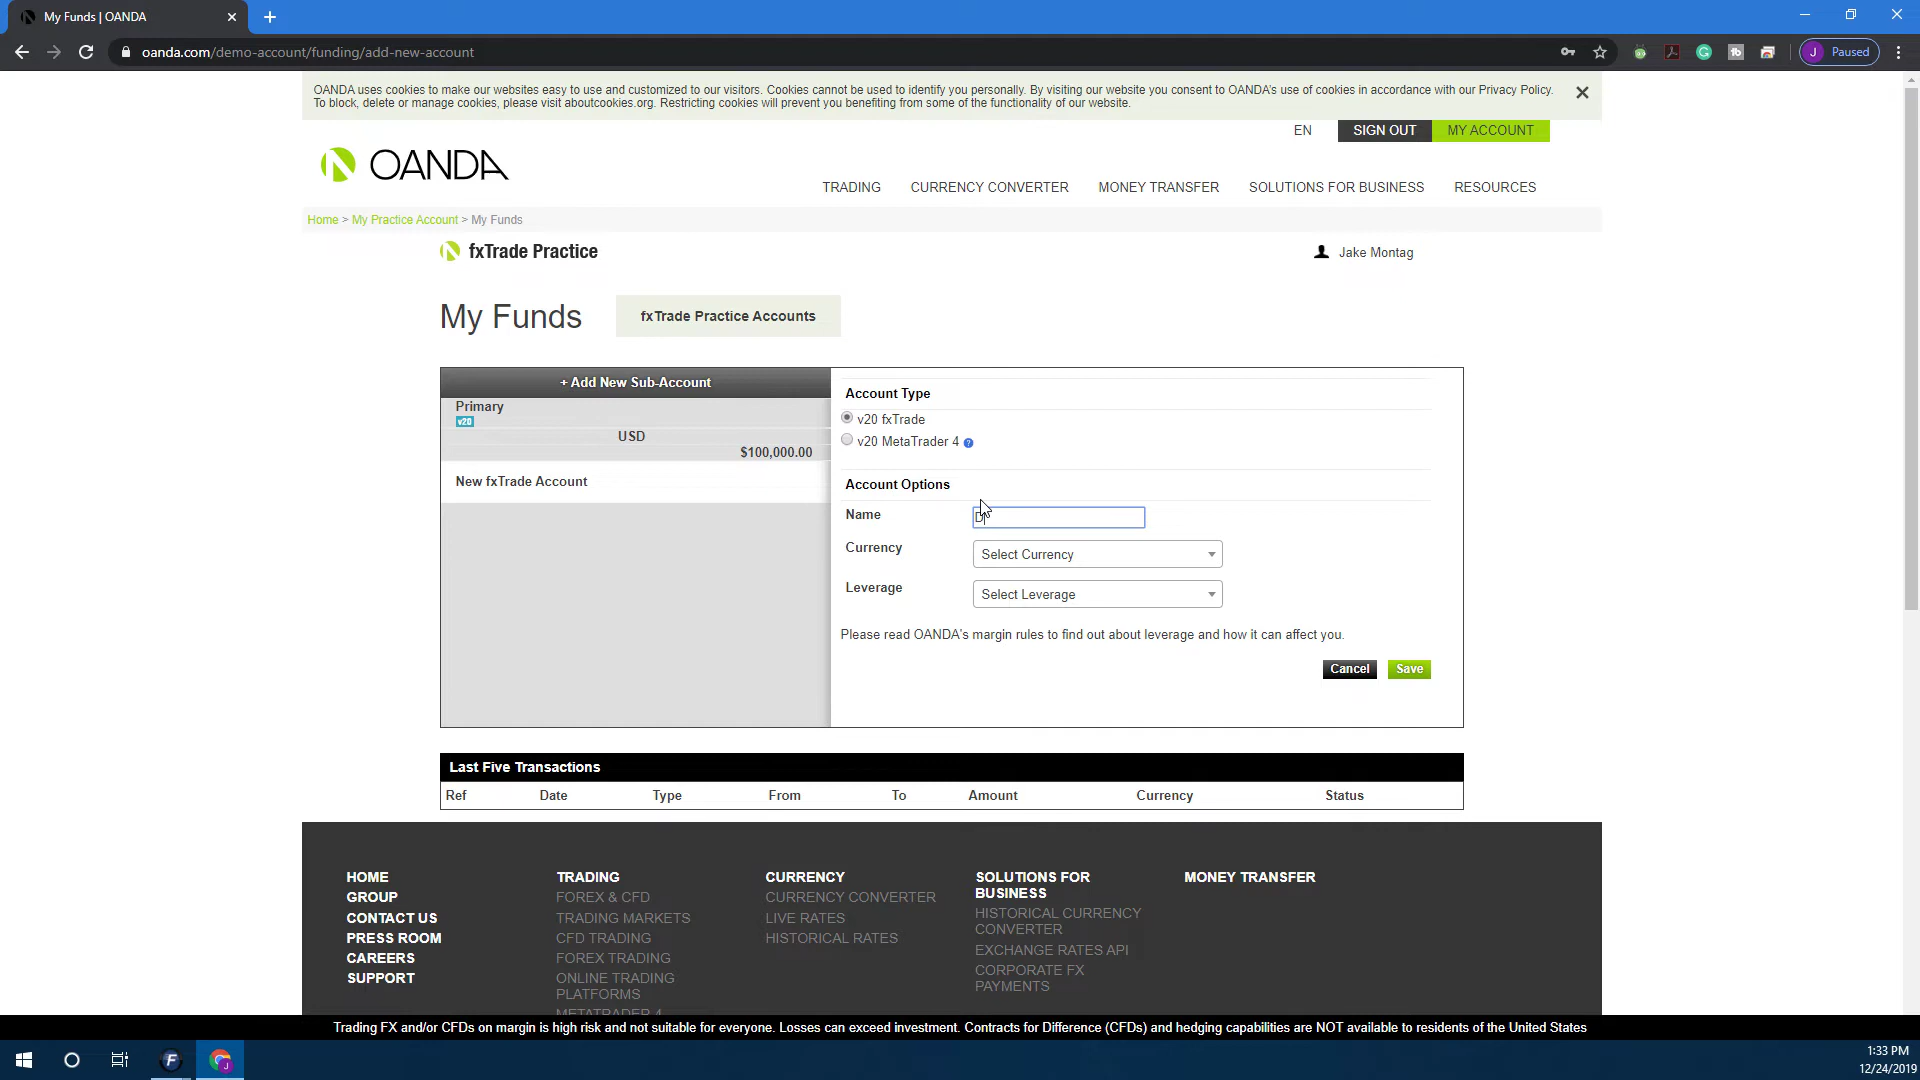 My Funds | OANDA
oanda.com/demo-account/funding/add-new-account
J Paused
OANDA uses cookies to make our websites easy to use and customized to our visitors. Cookies cannot be used to identify you personally. By visiting our website you consent to OANDA's use of cookies in accordance with our Privacy Policy.
To block, delete or manage cookies, please visit aboutcookies.org. Restricting cookies will prevent you benefiting from some of the functionality of our website.
EN SIGN OUT MY ACCOUNT
OANDA
TRADING CURRENCY CONVERTER MONEY TRANSFER SOLUTIONS FOR BUSINESS RESOURCES
Home > My Practice Account > My Funds
fxTrade Practice
Jake Montag
My Funds
fxTrade Practice Accounts
+ Add New Sub-Account
Primary
v20
USD
$100,000.00
New fxTrade Account
Account Type
v20 fxTrade
v20 MetaTrader 4 ?
Account Options
Name
Currency Select Currency
Leverage Select Leverage
Please read OANDA's margin rules to find out about leverage and how it can affect you.
Cancel Save
Last Five Transactions
Ref Date Type From To Amount Currency Status
HOME
GROUP
CONTACT US
PRESS ROOM
CAREERS
SUPPORT
TRADING
FOREX & CFD
TRADING MARKETS
CFD TRADING
FOREX TRADING
ONLINE TRADING
PLATFORMS
METATRADER 4
CURRENCY
CURRENCY CONVERTER
LIVE RATES
HISTORICAL RATES
SOLUTIONS FOR
BUSINESS
HISTORICAL CURRENCY
CONVERTER
EXCHANGE RATES API
CORPORATE FX
PAYMENTS
MONEY TRANSFER
Trading FX and/or CFDs on margin is high risk and not suitable for everyone. Losses can exceed investment. Contracts for Difference (CFDs) and hedging capabilities are NOT available to residents of the United States
F
J
1:33 PM
12/24/2019